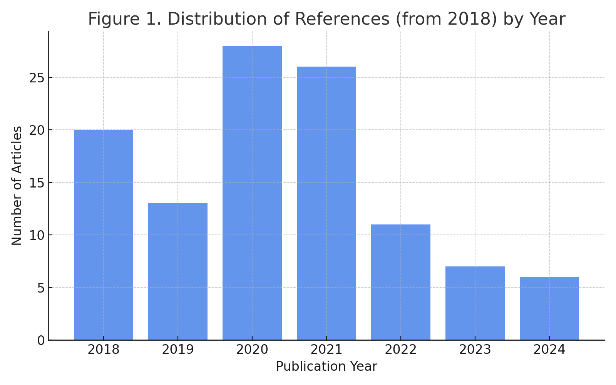 Figure 1. Distribution of References (from 2018) by Year
Number of Articles
25
20
15
10
5
0
2018 2019 2020 2021 2022 2023 2024
Publication Year